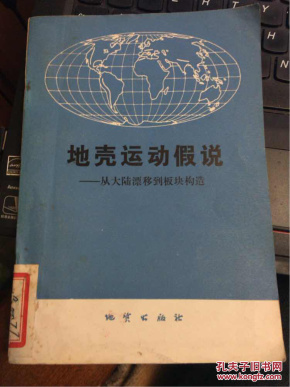 地壳运动假说
——从大陆漂移到板块构造
地质出版社
孔夫子旧书网